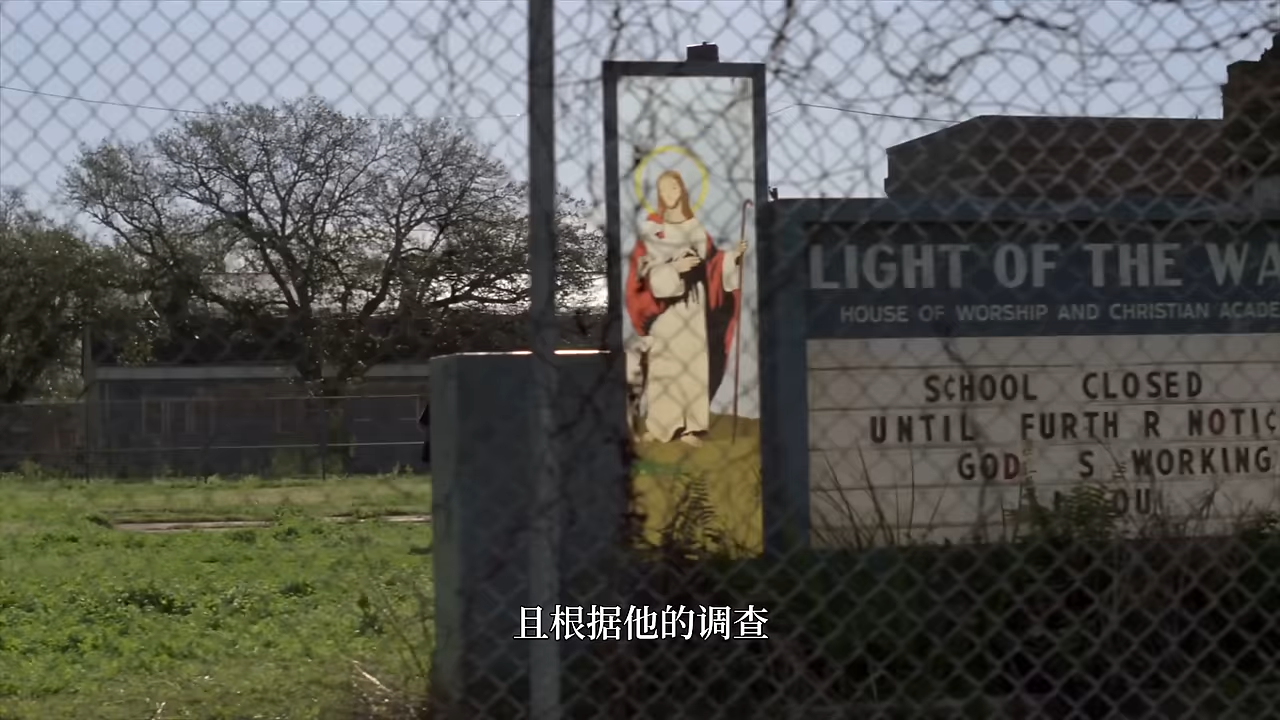 LIGHT OF THE WA
HOUSE OF WORSHIP AND CHRISTIAN ACADE
SCHOOL CLOSED
UNTIL FURTH R NOTIC
GOD S WORKING
OU
且根据他的调查